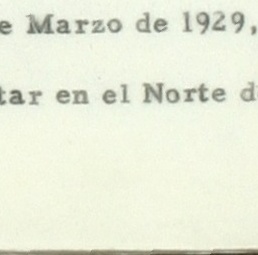 e Marzo de 1929,
tar en el Norte d